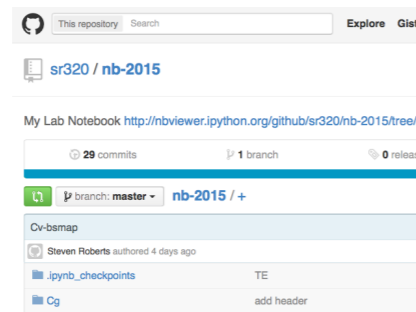 This repository Search Explore Gist
sr320 / nb-2015
My Lab Notebook http://nbviewer.ipython.org/github/sr320/nb-2015/tree/
29 commits 1 branch 0 releas
branch: master nb-2015 / +
Cv-bsmap
Steven Roberts authored 4 days ago
.ipynb_checkpoints TE
Cg add header